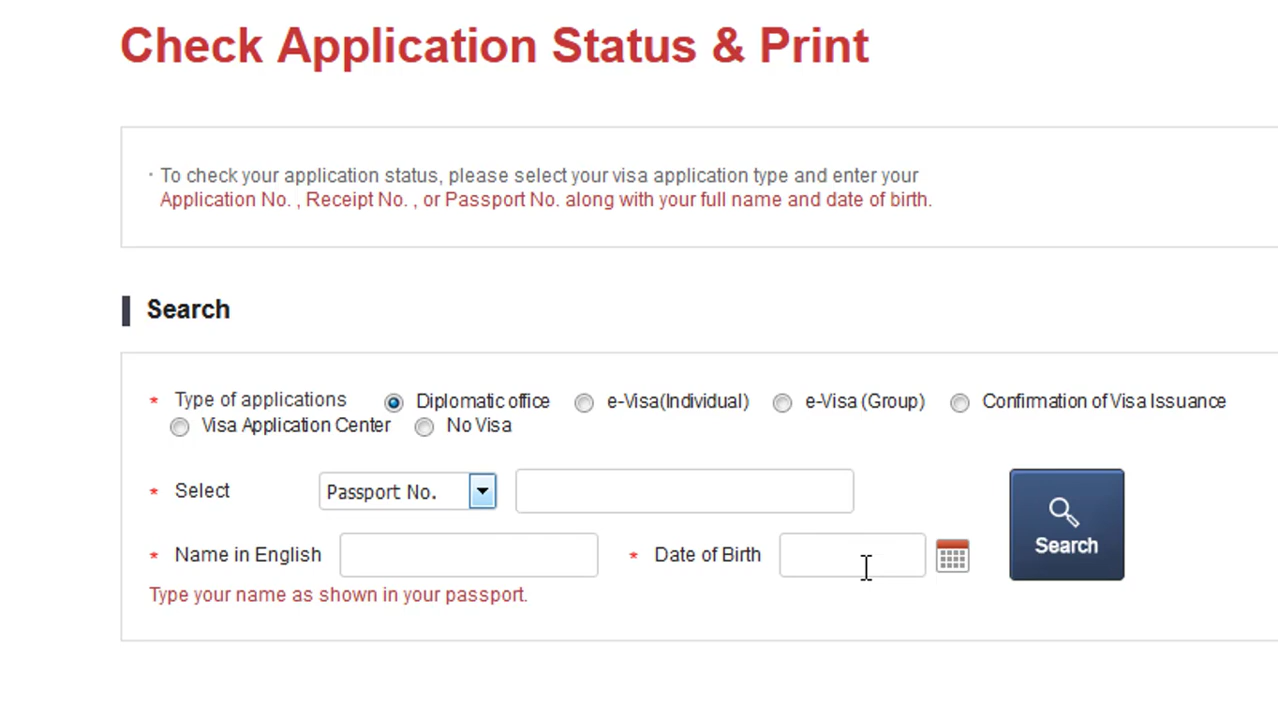 Check Application Status & Print
· To check your application status, please select your visa application type and enter your
Application No. , Receipt No. , or Passport No. along with your full name and date of birth.
Search
* Type of applications Diplomatic office e-Visa(Individual) e-Visa (Group) Confirmation of Visa Issuance
Visa Application Center No Visa
* Select Passport No.
Search
* Name in English * Date of Birth
Type your name as shown in your passport.